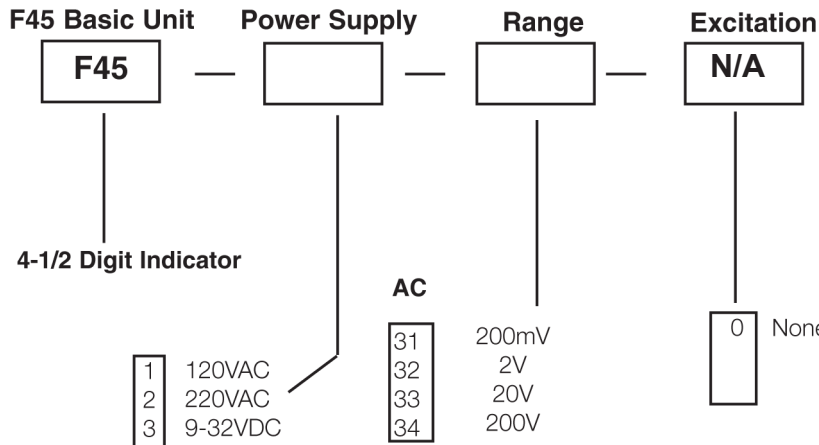 F45 Basic Unit Power Supply Range Excitation
F45 N/A
4-1/2 Digit Indicator
AC
31 200mV 0 None
1 120VAC 32 2V
2 220VAC 33 20V
3 9-32VDC 34 200V